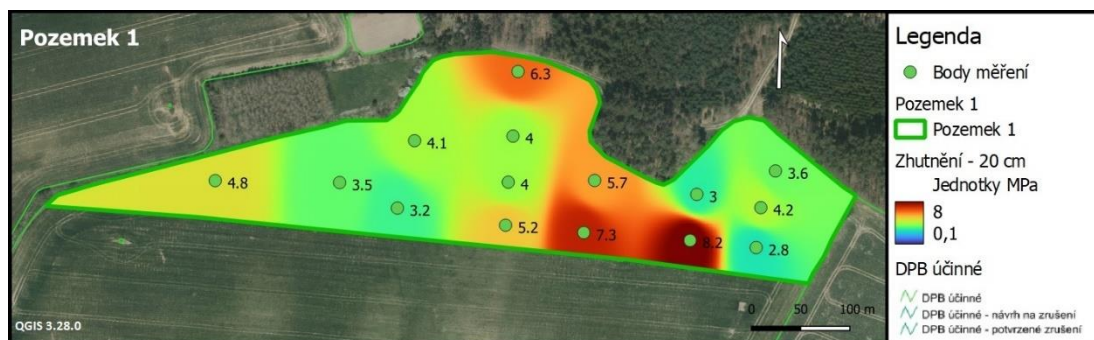 Pozemek 1
6.3
4.1
4
4.8
3.5
4
5.7
3.6
3
3.2
4.2
5.2
7.3
8.2
2.8
QGIS 3.28.0
0 50 100 m
Legenda
Body měření
Pozemek 1
Pozemek 1
Zhutnění - 20 cm
Jednotky MPa
8
0,1
DPB účinné
DPB účinné
DPB účinné - návrh na zrušení
DPB účinné - potvrzené zrušení